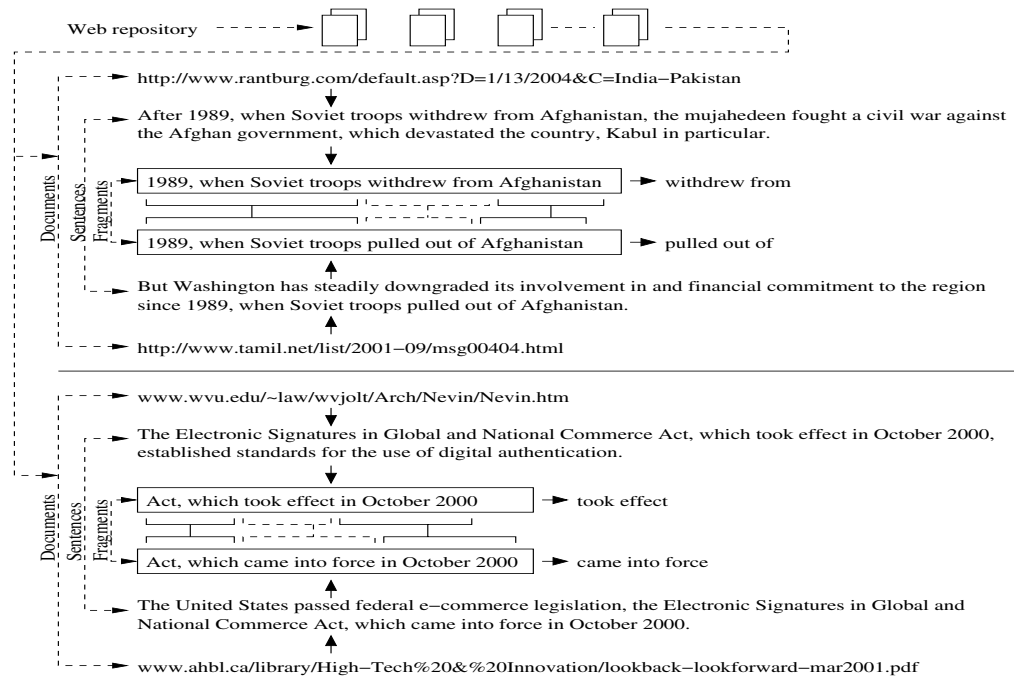 Web repository
http://www.rantburg.com/default.asp?D=1/13/2004&C=India−Pakistan
After 1989, when Soviet troops withdrew from Afghanistan, the mujahedeen fought a civil war against
the Afghan government, which devastated the country, Kabul in particular.
Documents
Sentences
Fragments
1989, when Soviet troops withdrew from Afghanistan
withdrew from
1989, when Soviet troops pulled out of Afghanistan
pulled out of
But Washington has steadily downgraded its involvement in and financial commitment to the region
since 1989, when Soviet troops pulled out of Afghanistan.
http://www.tamil.net/list/2001−09/msg00404.html
www.wvu.edu/~law/wvjolt/Arch/Nevin/Nevin.htm
The Electronic Signatures in Global and National Commerce Act, which took effect in October 2000,
established standards for the use of digital authentication.
Documents
Sentences
Fragments
Act, which took effect in October 2000
took effect
Act, which came into force in October 2000
came into force
The United States passed federal e−commerce legislation, the Electronic Signatures in Global and
National Commerce Act, which came into force in October 2000.
www.ahbl.ca/library/High−Tech%20&%20Innovation/lookback−lookforward−mar2001.pdf